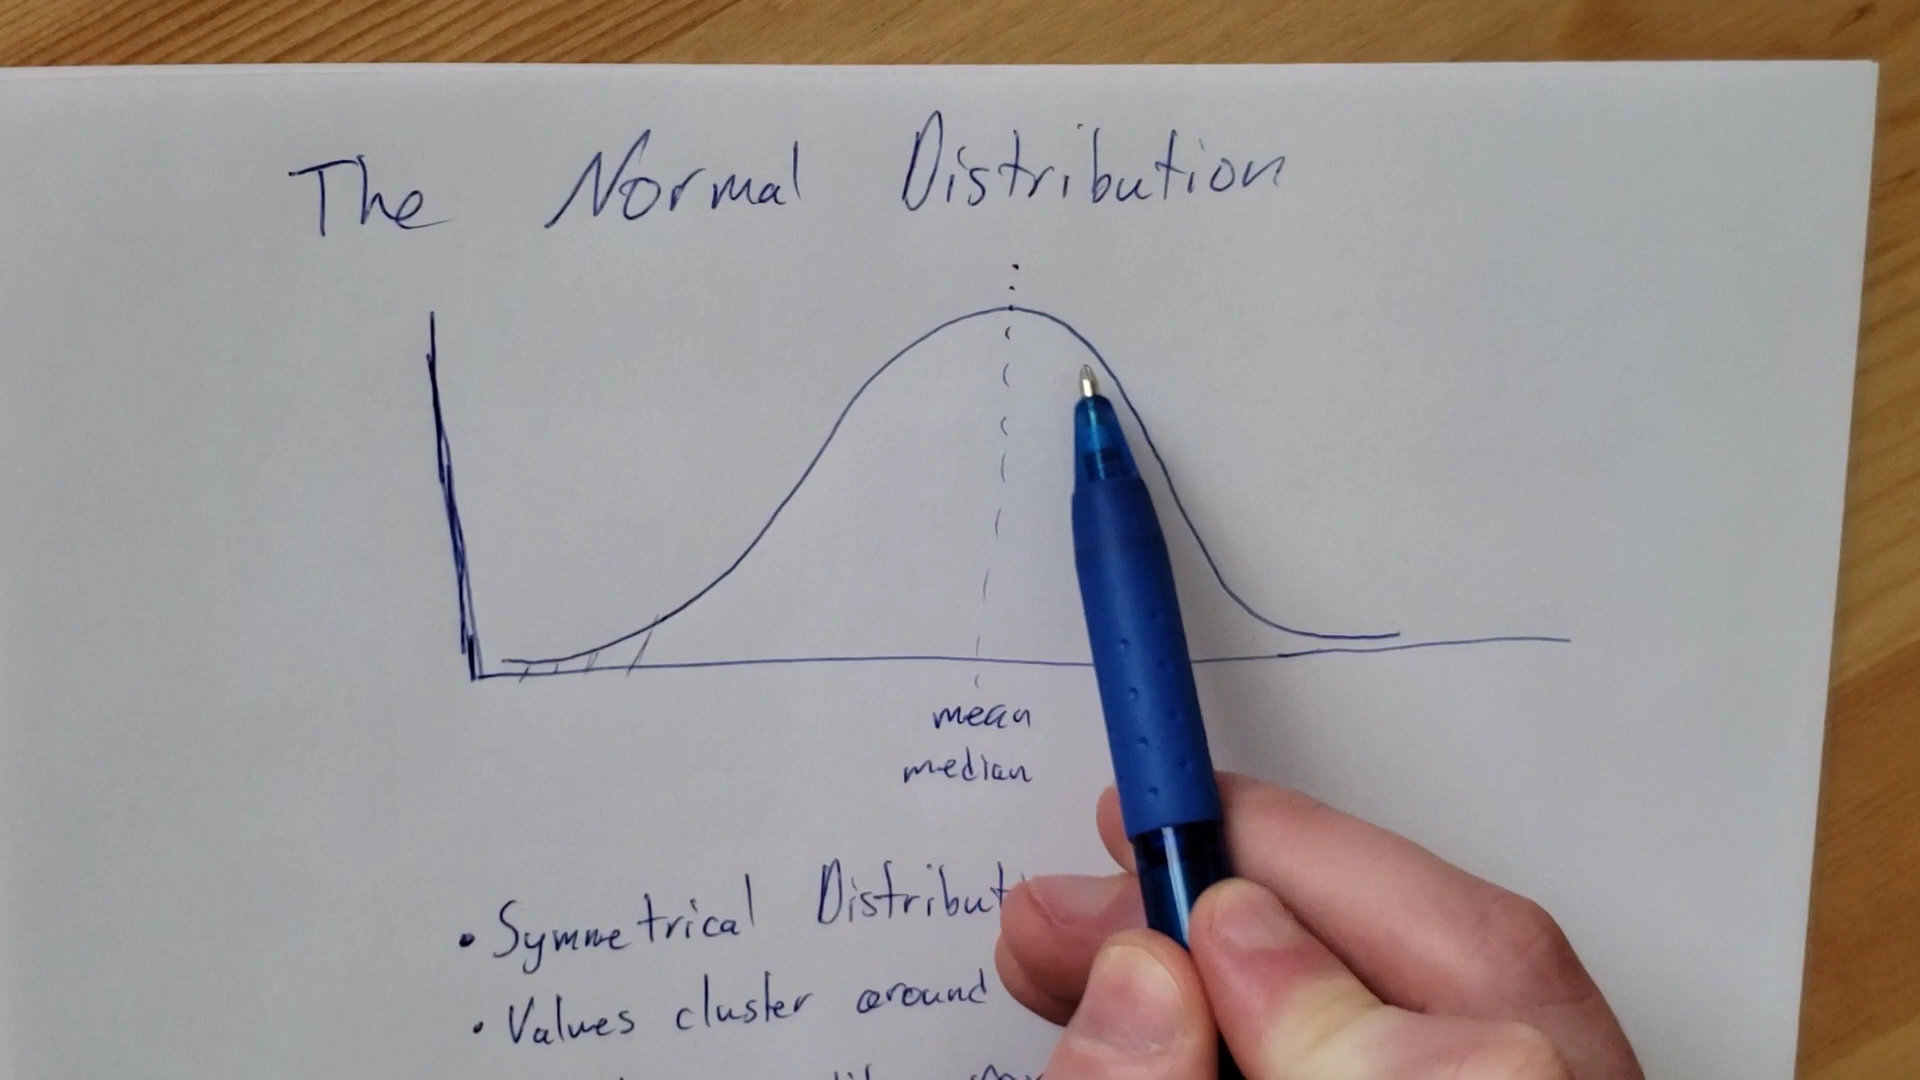 The Normal Distribution
mean
median
• Symmetrical Distribut
• Values cluster around